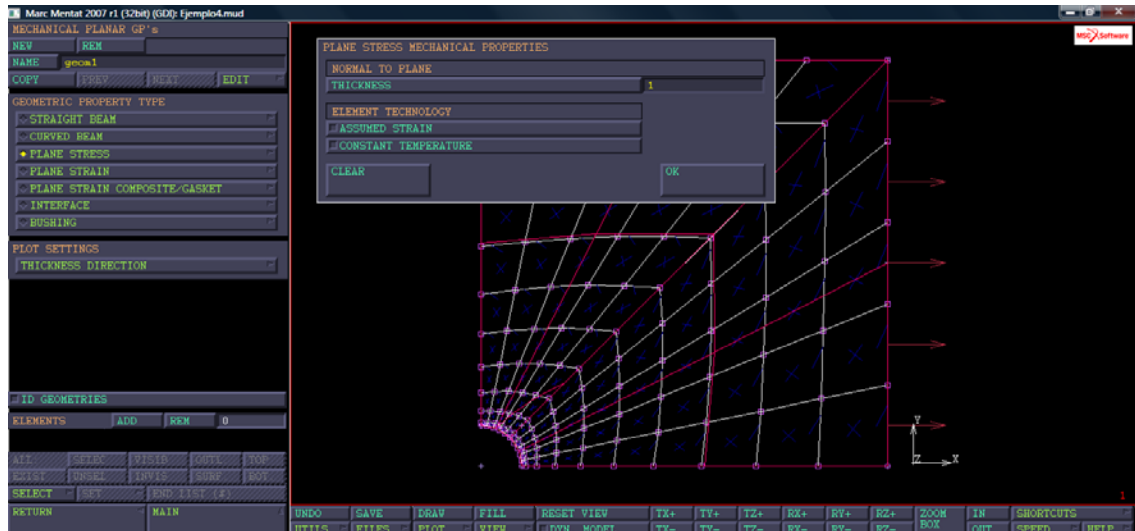 Marc Mentat 2007 r1 (32bit) (GDI): Ejemplo4.mud
MECHANICAL PLANAR GP's
NEW REM
NAME geom1
COPY PREV NEXT EDIT
GEOMETRIC PROPERTY TYPE
STRAIGHT BEAM
CURVED BEAM
PLANE STRESS
PLANE STRAIN
PLANE STRAIN COMPOSITE/GASKET
INTERFACE
BUSHING
PLOT SETTINGS
THICKNESS DIRECTION
ID GEOMETRIES
ELEMENTS ADD REM 0
ALL SELEC VISIB OUTL TOP
EXIST UNSEL INVIS SURF BOT
SELECT SET END LIST (#)
RETURN MAIN
PLANE STRESS MECHANICAL PROPERTIES
NORMAL TO PLANE
THICKNESS 1
ELEMENT TECHNOLOGY
ASSUMED STRAIN
CONSTANT TEMPERATURE
CLEAR OK
MSC Software
Y
Z X
1
UNDO SAVE DRAW FILL RESET VIEW TX+ TY+ TZ+ RX+ RY+ RZ+ ZOOM BOX IN SHORTCUTS
UTILS FILES PLOT VIEW DYN. MODEL TX- TY- TZ- RX- RY- RZ- OUT SPEED HELP